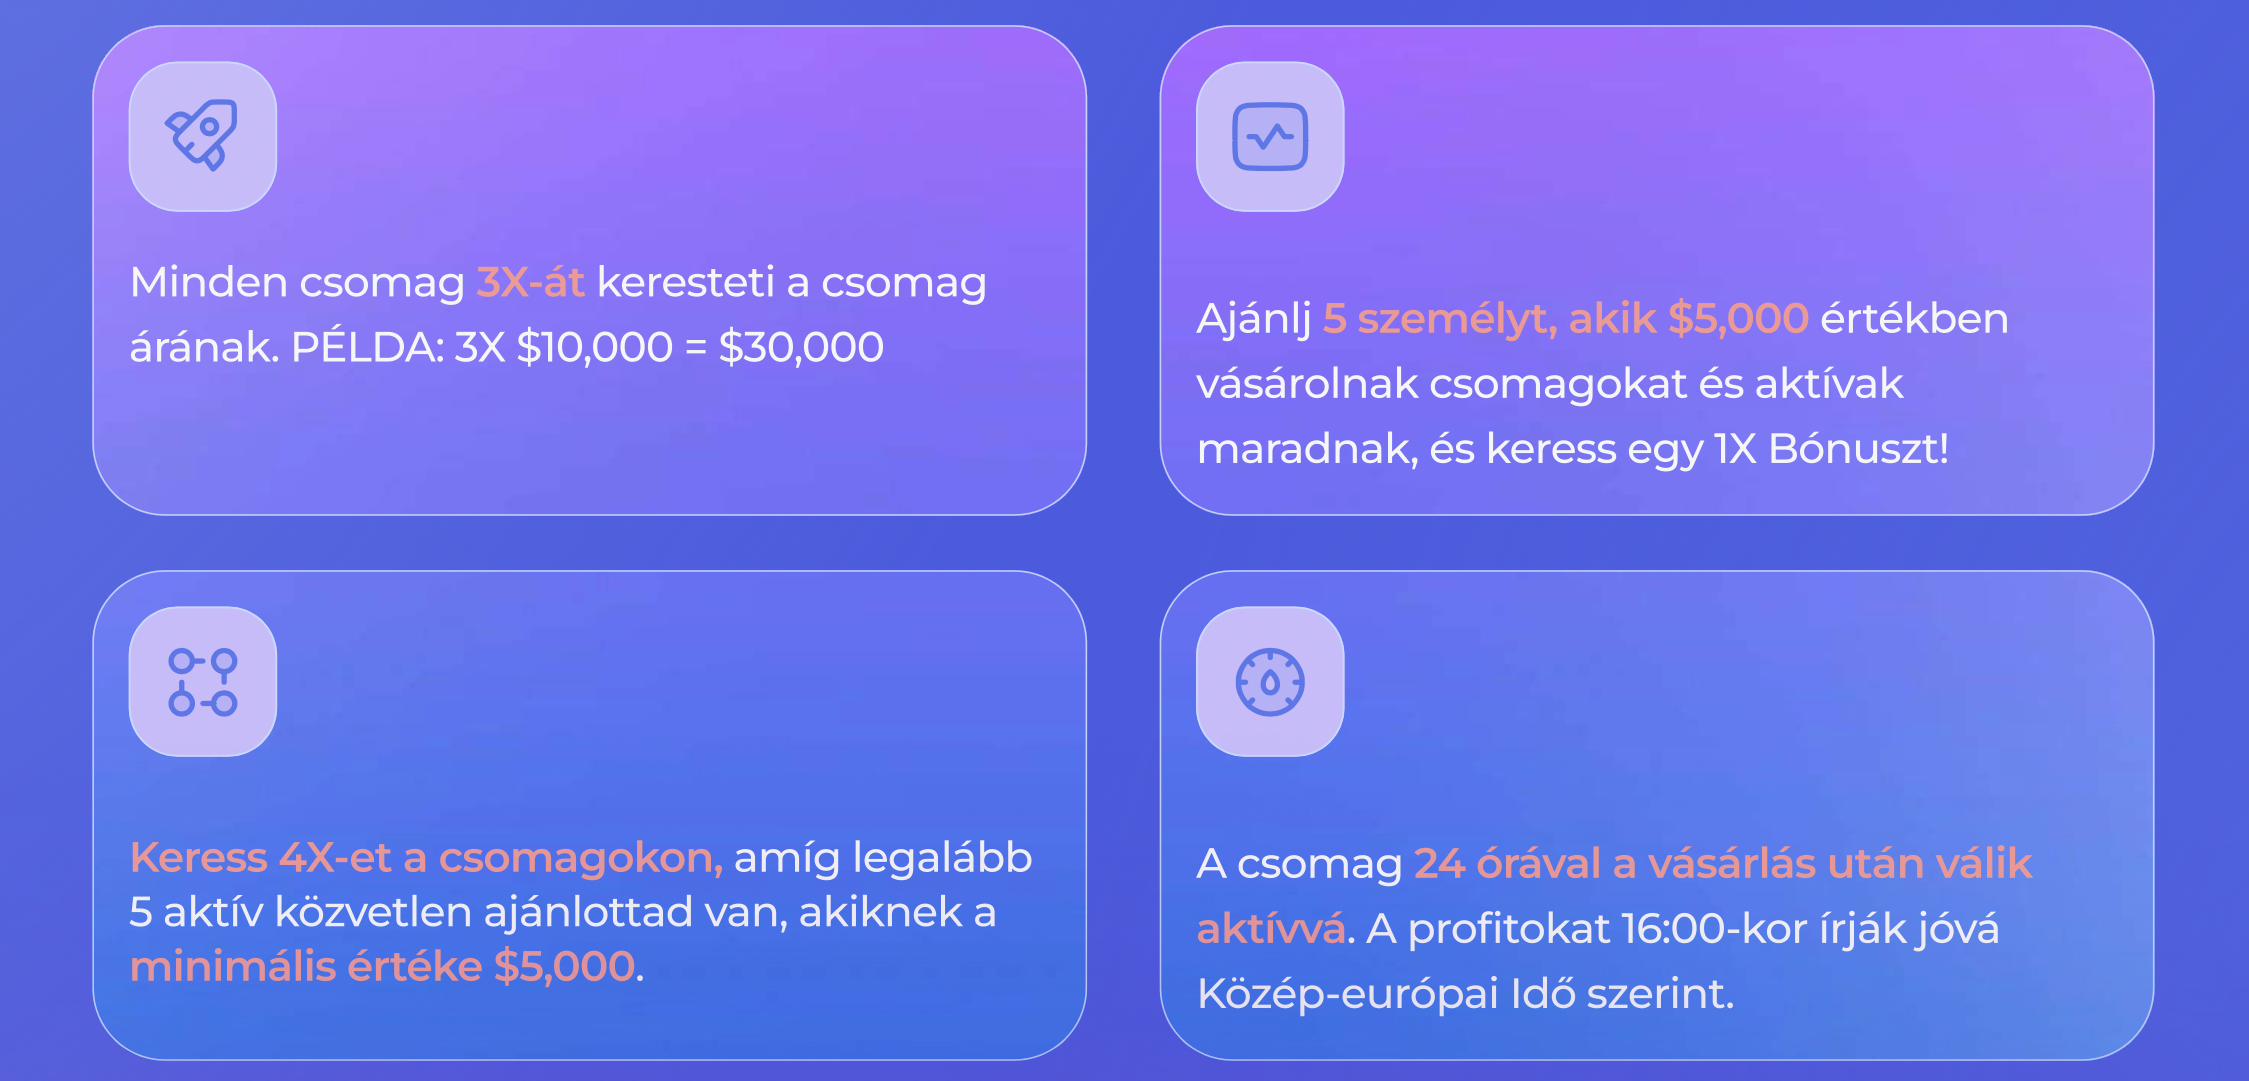 Minden csomag 3X-át keresteti a csomag
árának. PÉLDA: 3X $10,000 = $30,000
Ajánlj 5 személyt, akik $5,000 értékben
vásárolnak csomagokat és aktívak
maradnak, és keress egy 1X Bónuszt!
Keress 4X-et a csomagokon, amíg legalább
5 aktív közvetlen ajánlottad van, akiknek a
minimális értéke $5,000.
A csomag 24 órával a vásárlás után válik
aktívvá. A profitokat 16:00-kor írják jóvá
Közép-európai Idő szerint.